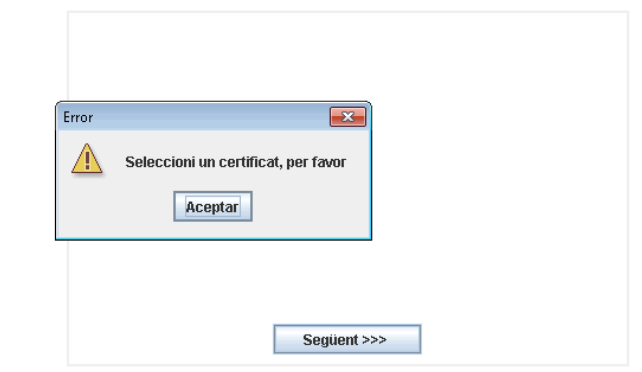 Error
Seleccioni un certificat, per favor
Aceptar
Següent >>>